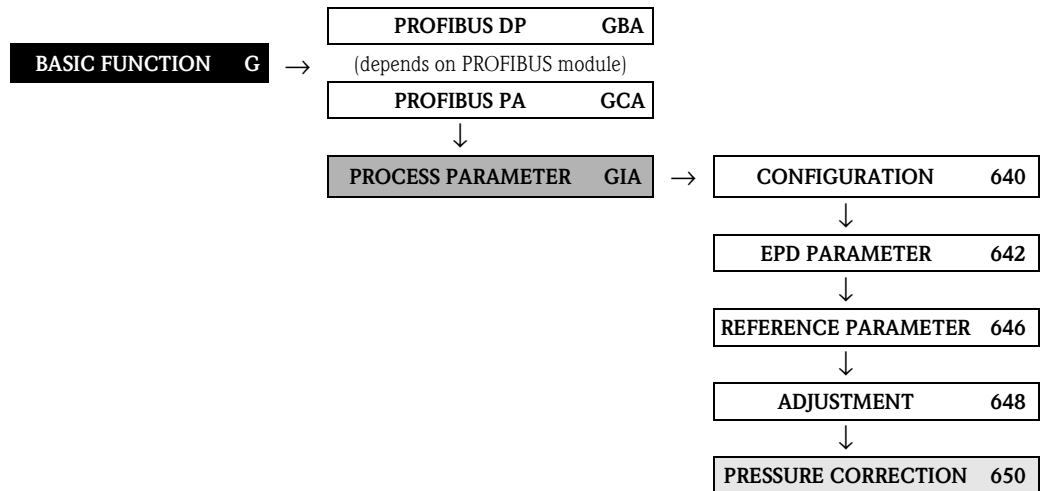 PROFIBUS DP GBA
BASIC FUNCTION G → (depends on PROFIBUS module)
PROFIBUS PA GCA
↓
PROCESS PARAMETER GIA → CONFIGURATION 640
↓
EPD PARAMETER 642
↓
REFERENCE PARAMETER 646
↓
ADJUSTMENT 648
↓
PRESSURE CORRECTION 650